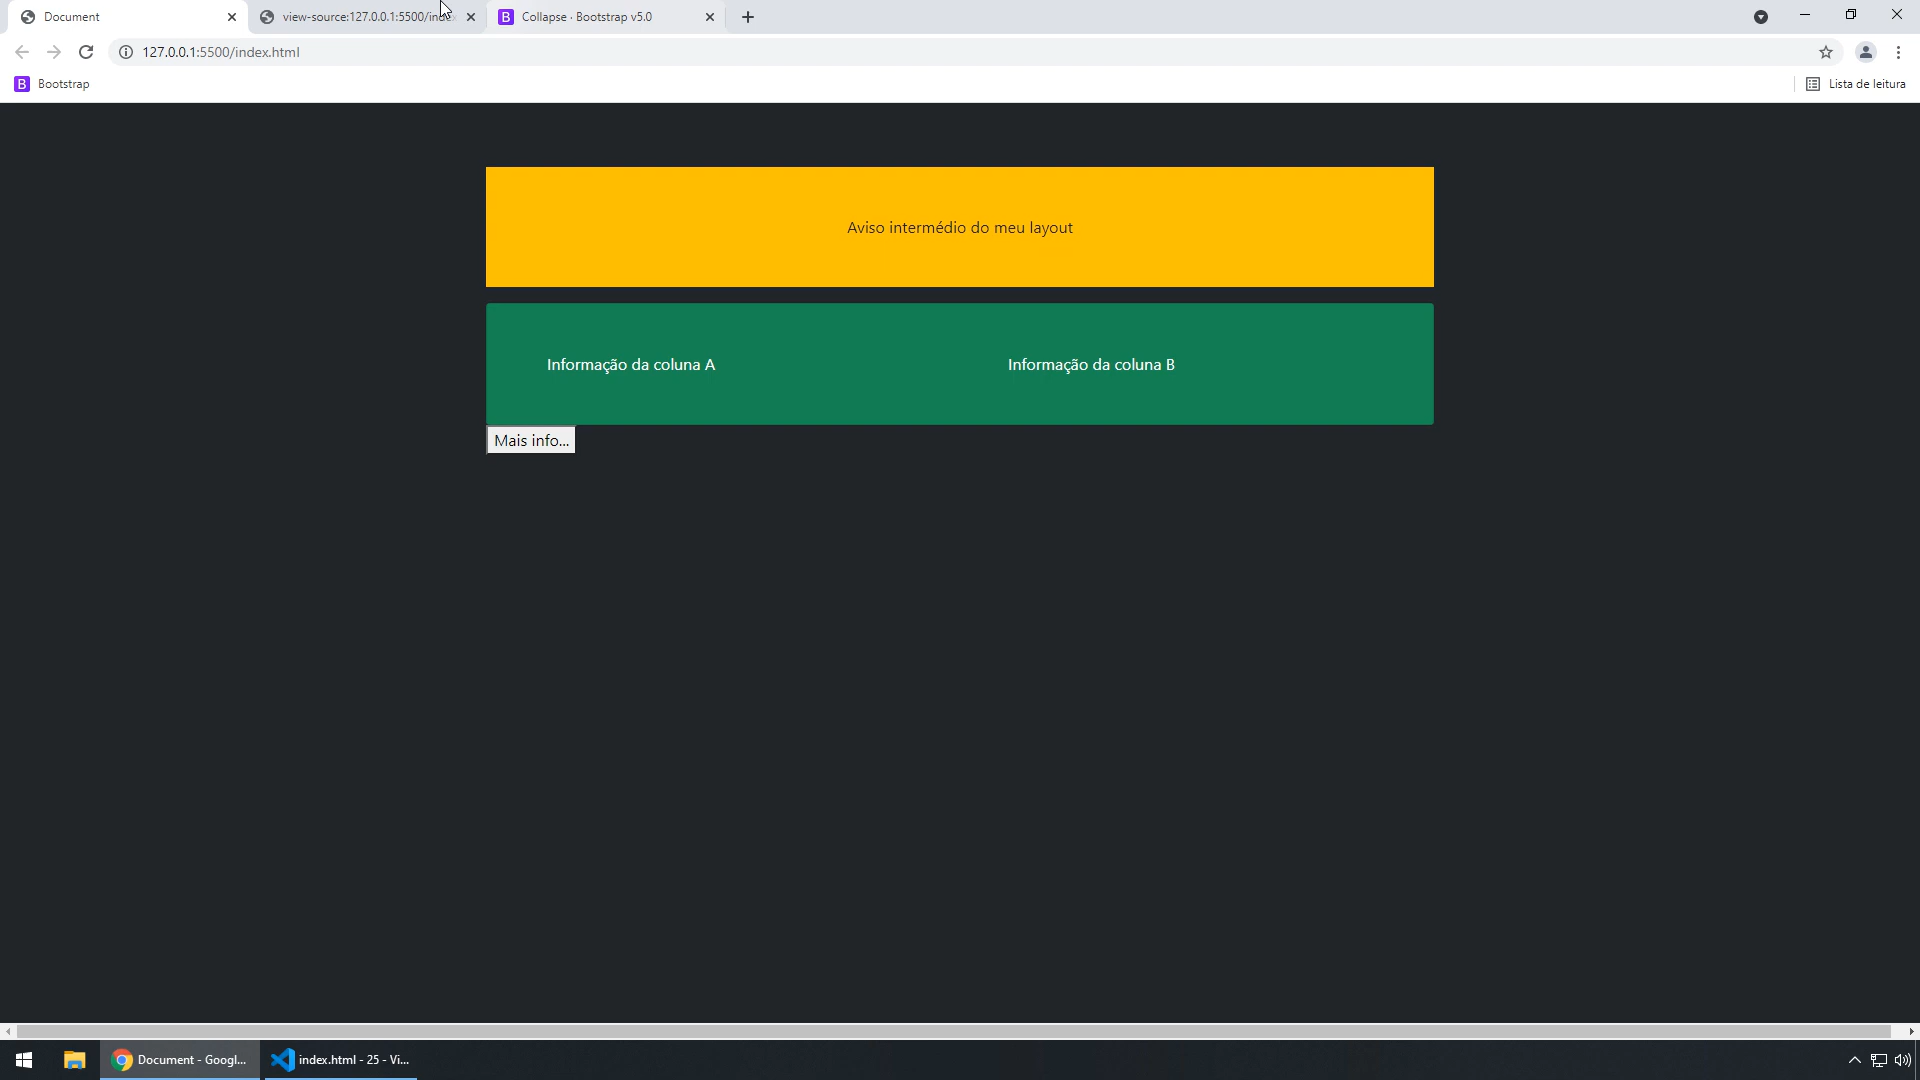 Document
view-source:127.0.0.1:5500/index
Collapse · Bootstrap v5.0
127.0.0.1:5500/index.html
B Bootstrap
Lista de leitura
Aviso intermédio do meu layout
Informação da coluna A
Informação da coluna B
Mais info...
Document - Googl...
index.html - 25 - Vi...